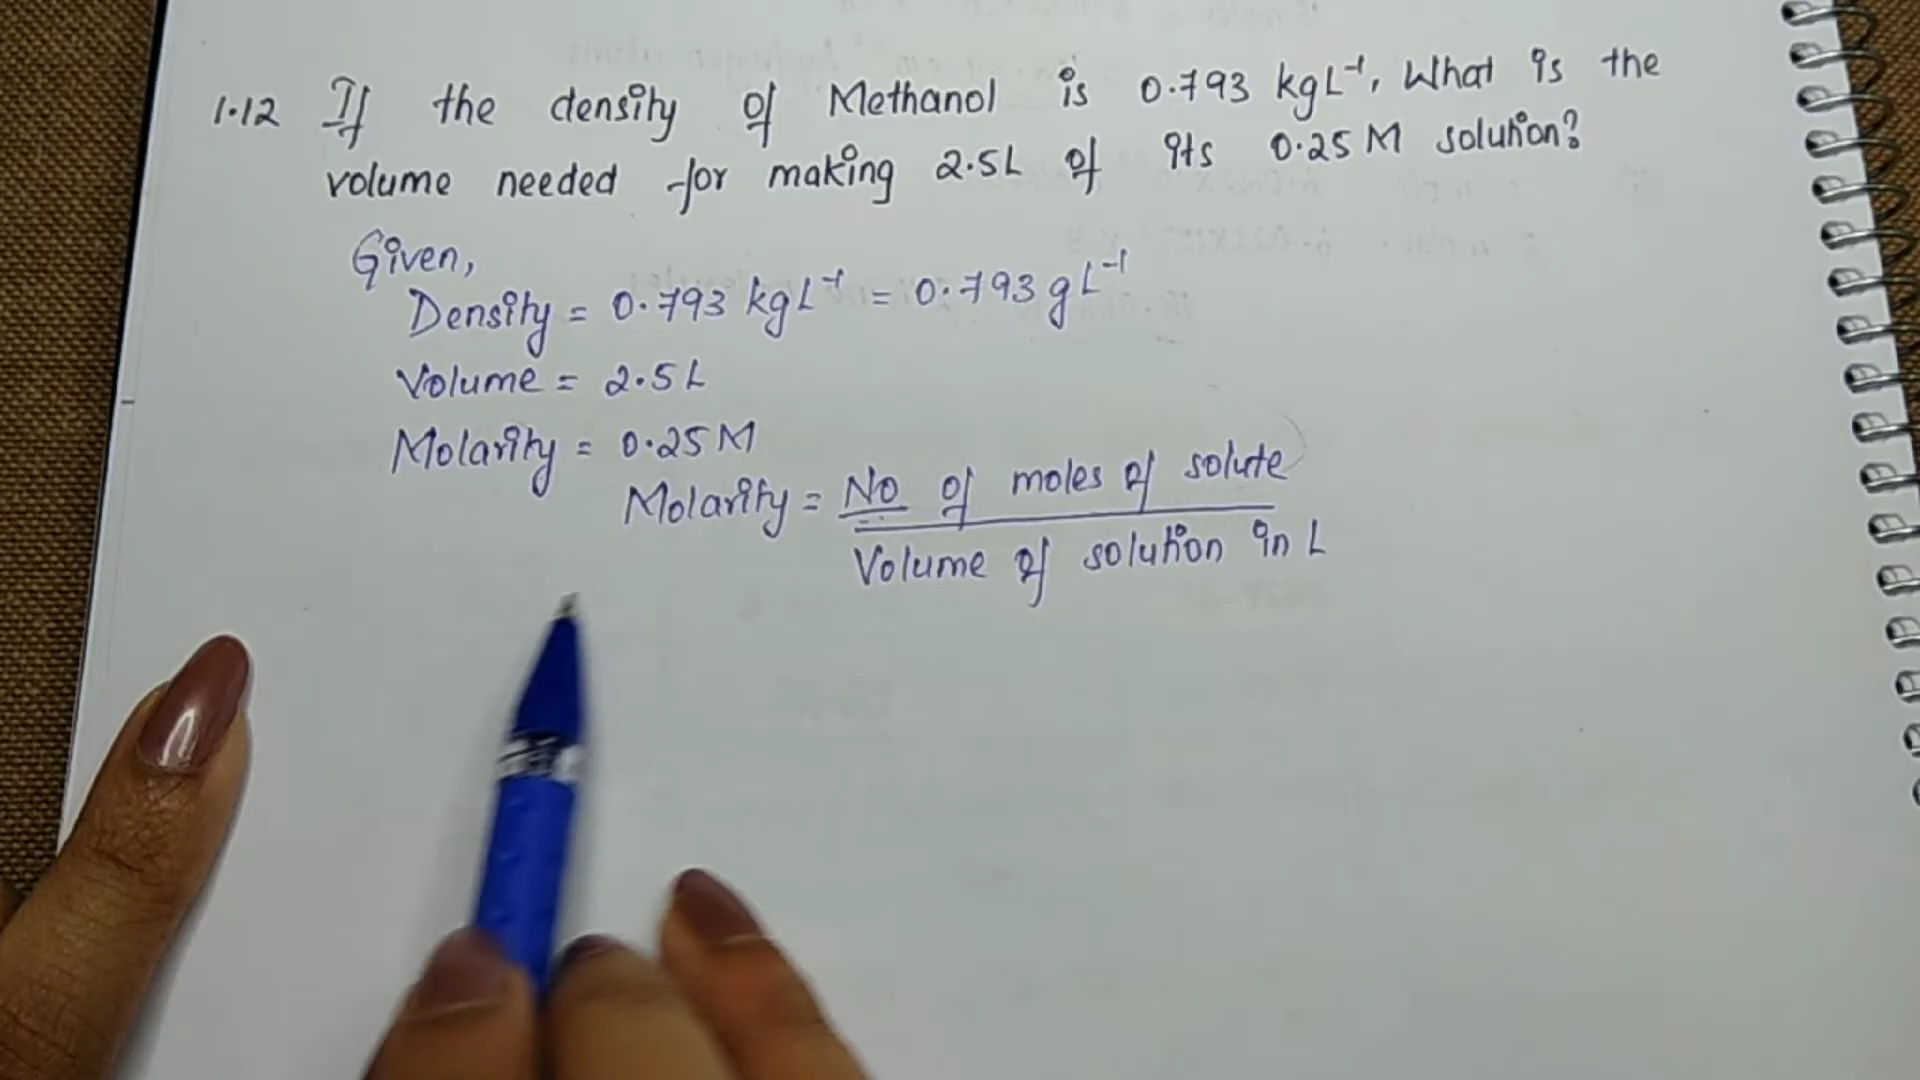 1.12 If the density of Methanol is 0.793 kgL⁻¹, What is the
volume needed for making 2.5L of its 0.25 M solution?
Given,
Density = 0.793 kgL⁻¹ = 0.793 gL⁻¹
Volume = 2.5L
Molarity = 0.25M
Molarity = No of moles of solute
Volume of solution in L